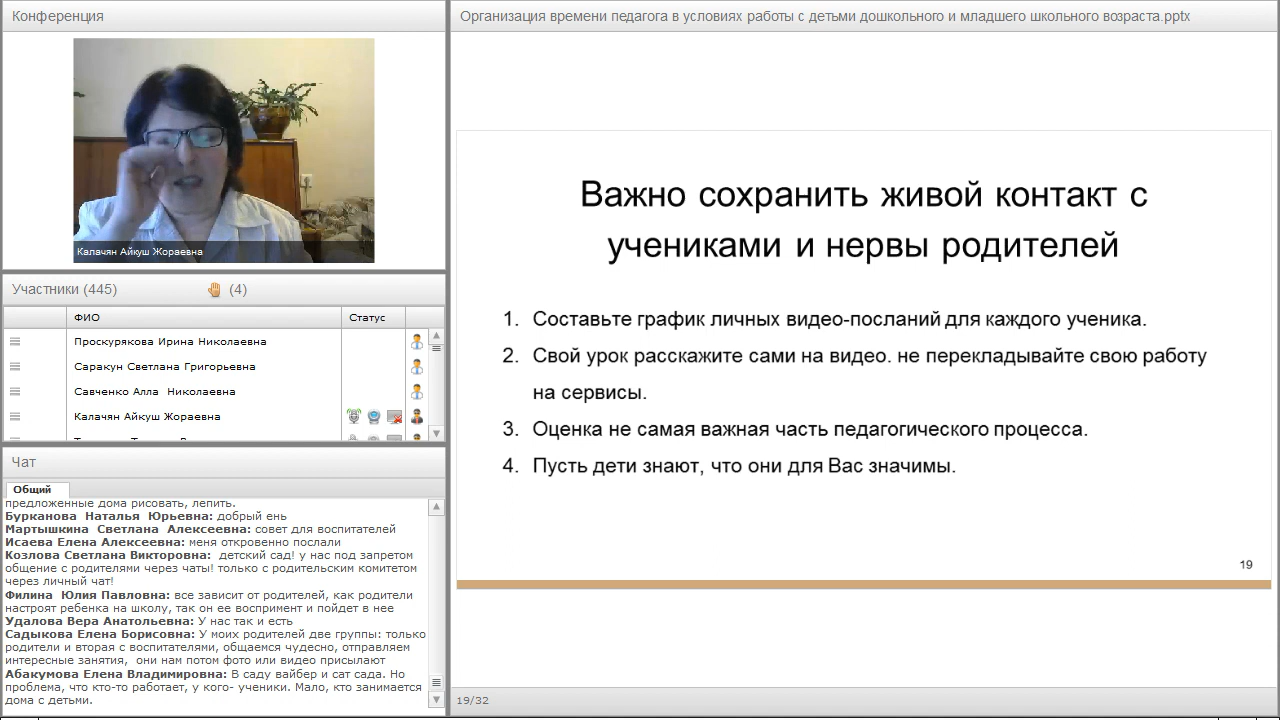 Конференция
Калачян Айкуш Жораевна
Участники (445)
(4)
ФИО
Статус
Проскурякова Ирина Николаевна
Саракун Светлана Григорьевна
Савченко Алла Николаевна
Калачян Айкуш Жораевна
Чат
Общий
предложенные дома рисовать, лепить.
Бурканова Наталья Юрьевна: добрый ень
Мартышкина Светлана Алексеевна: совет для воспитателей
Исаева Елена Алексеевна: меня откровенно послали
Козлова Светлана Викторовна: детский сад! у нас под запретом
общение с родителями через чаты! только с родительским комитетом
через личный чат!
Филина Юлия Павловна: все зависит от родителей, как родители
настроят ребенка на школу, так он ее воспримент и пойдет в нее
Удалова Вера Анатольевна: У нас так и есть
Садыкова Елена Борисовна: У моих родителей две группы: только
родители и вторая с воспитателями, общаемся чудесно, отправляем
интересные занятия, они нам потом фото или видео присылают
Абакумова Елена Владимировна: В саду вайбер и сат сада. Но
проблема, что кто-то работает, у кого- ученики. Мало, кто занимается
дома с детьми.
Организация времени педагога в условиях работы с детьми дошкольного и младшего школьного возраста.pptx
Важно сохранить живой контакт с
учениками и нервы родителей
1. Составьте график личных видео-посланий для каждого ученика.
2. Свой урок расскажите сами на видео. не перекладывайте свою работу
на сервисы.
3. Оценка не самая важная часть педагогического процесса.
4. Пусть дети знают, что они для Вас значимы.
19
19/32